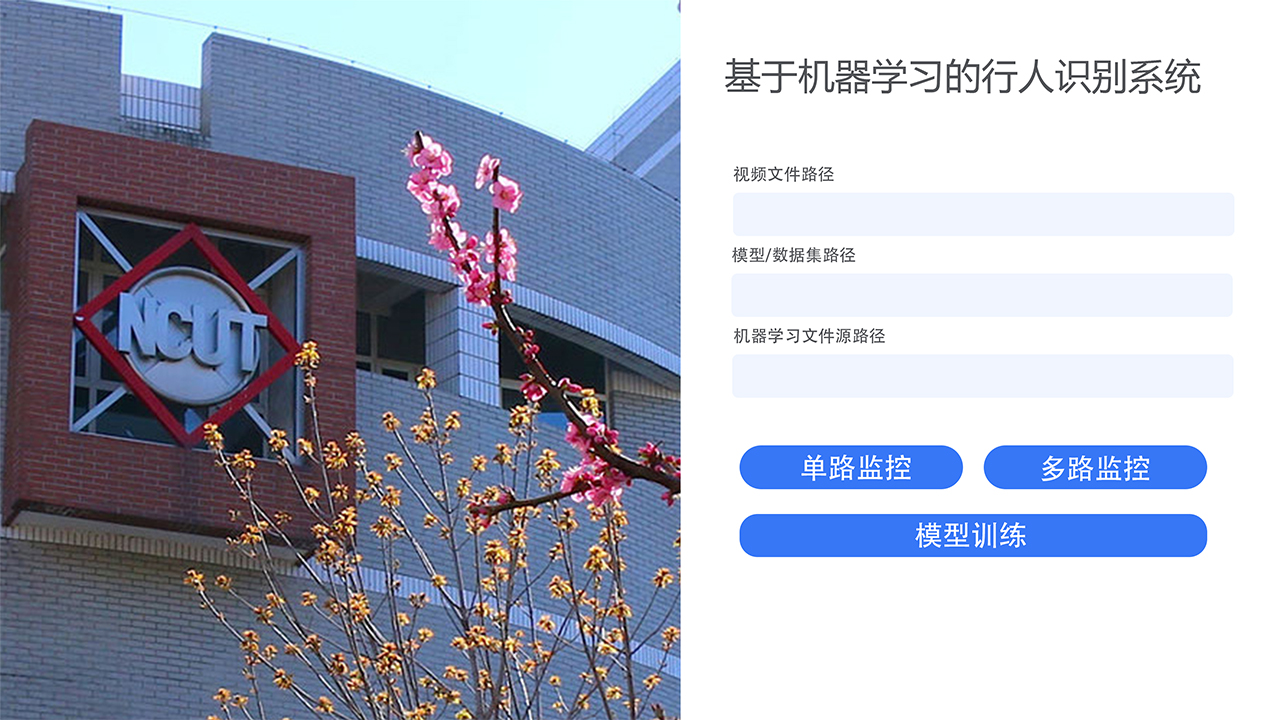 NCUT
基于机器学习的行人识别系统
视频文件路径
模型/数据集路径
机器学习文件源路径
单路监控
多路监控
模型训练